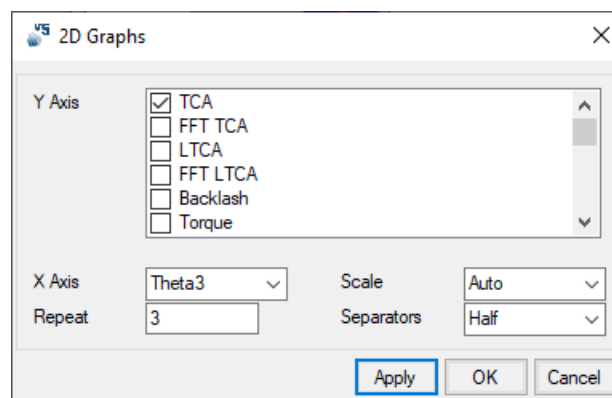 VS 2D Graphs
Y Axis
TCA
FFT TCA
LTCA
FFT LTCA
Backlash
Torque
X Axis Theta3 Scale Auto
Repeat 3 Separators Half
Apply OK Cancel